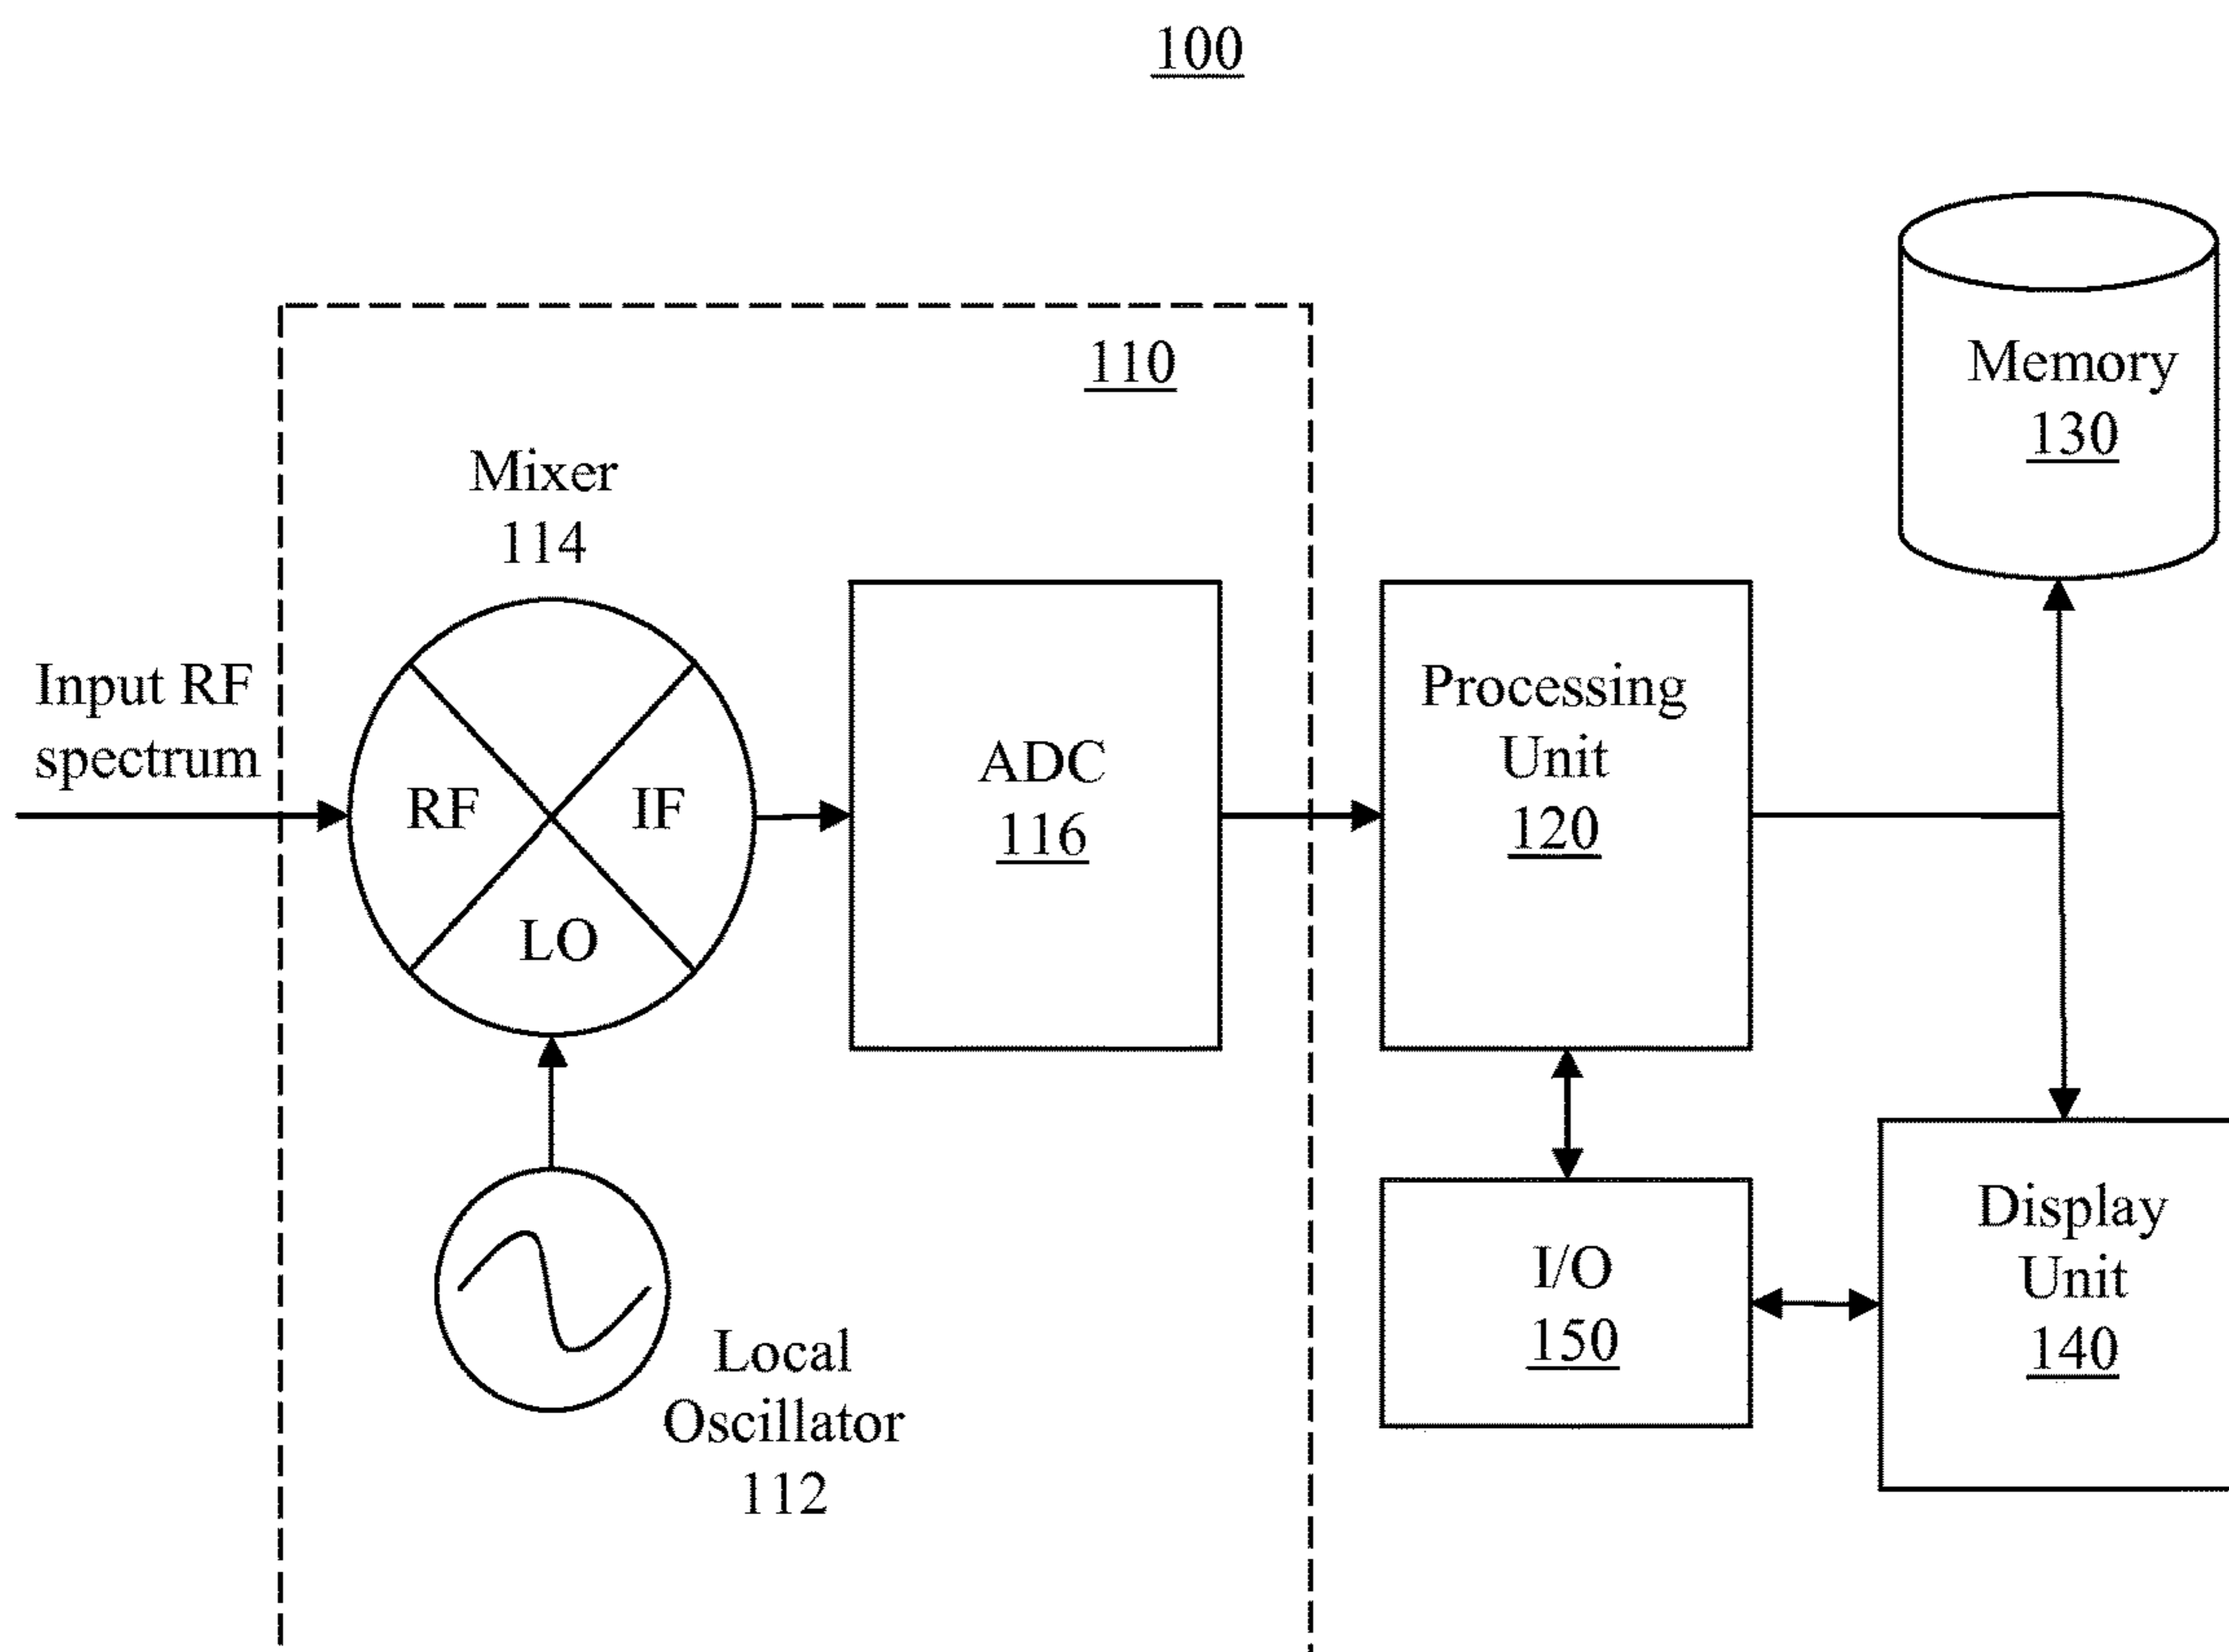 100
110
Memory
130
Mixer
114
Input RF
spectrum
RF
IF
LO
ADC
116
Processing
Unit
120
Local
Oscillator
112
I/O
150
Display
Unit
140